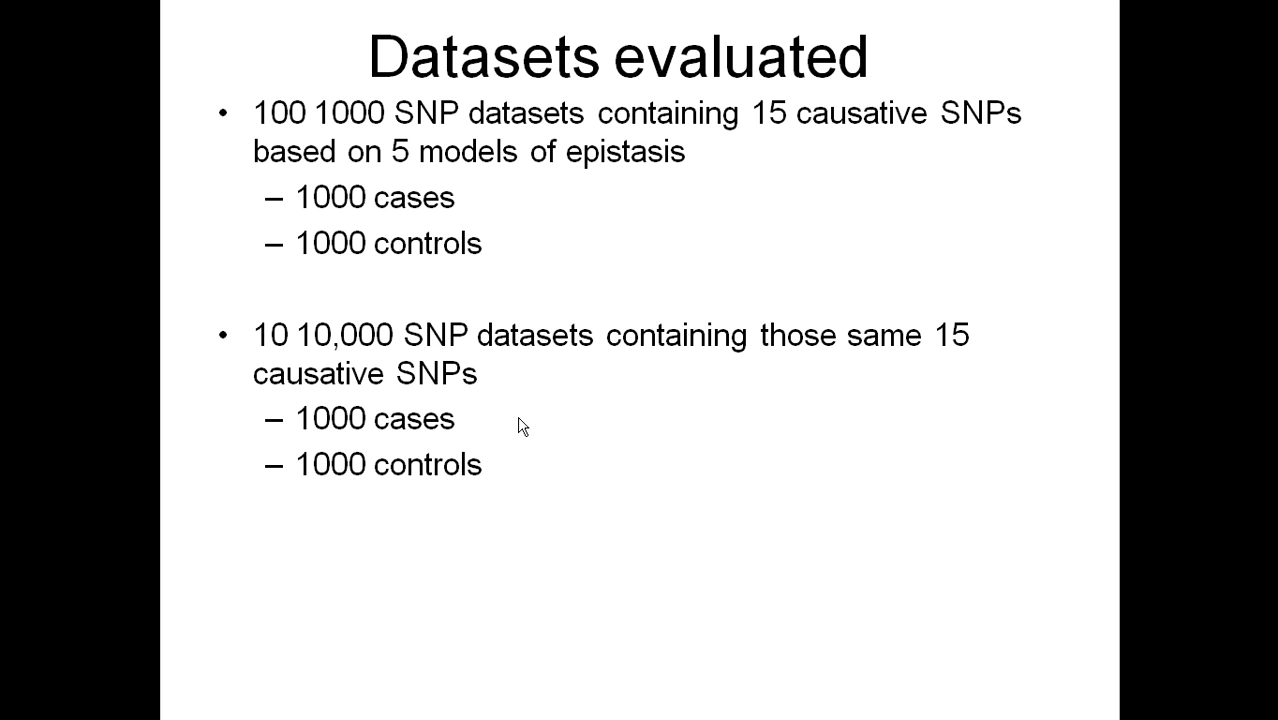 Datasets evaluated
• 100 1000 SNP datasets containing 15 causative SNPs
based on 5 models of epistasis
– 1000 cases
– 1000 controls
• 10 10,000 SNP datasets containing those same 15
causative SNPs
– 1000 cases
– 1000 controls